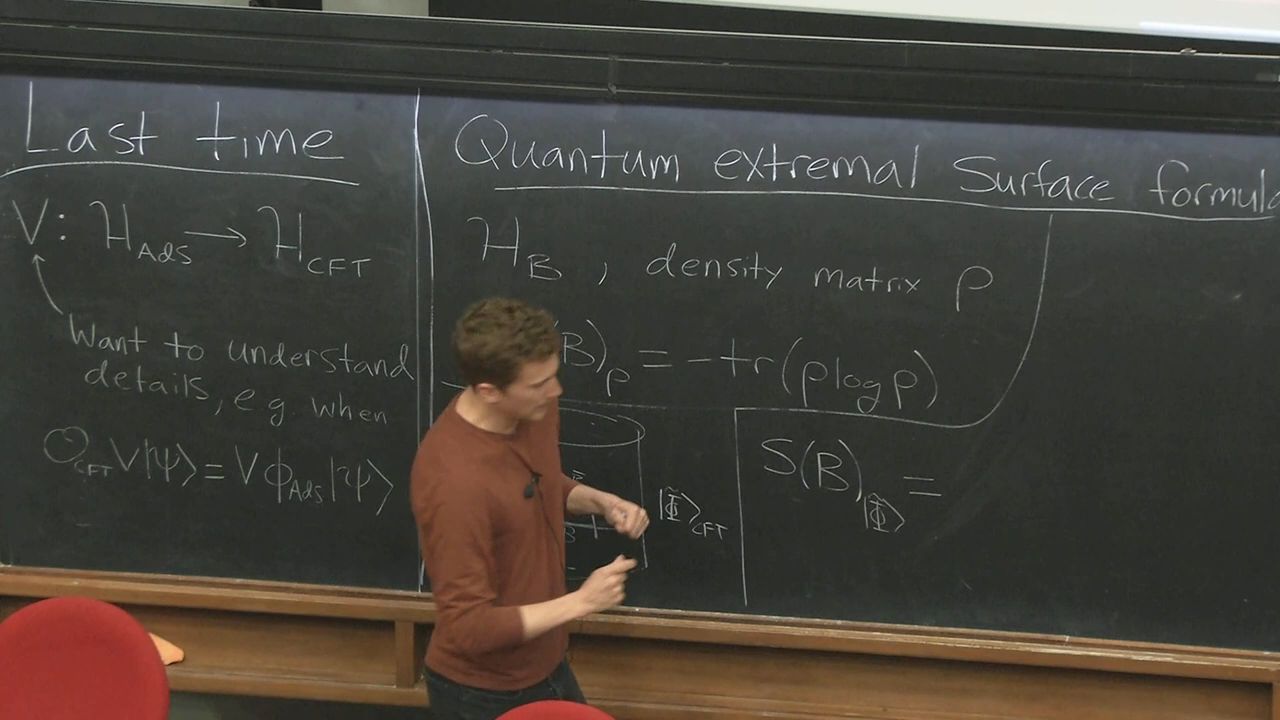 Last time
V: H_AdS → H_CFT
Want to understand
details, e.g. when
O_CFT V|ψ⟩ = V ϕ_AdS |ψ⟩
Quantum extremal Surface formula
H_B , density matrix ρ
(B)_ρ = -tr(ρlogρ)
|Φ̃⟩_CFT
S(B)_|Φ̃⟩ =